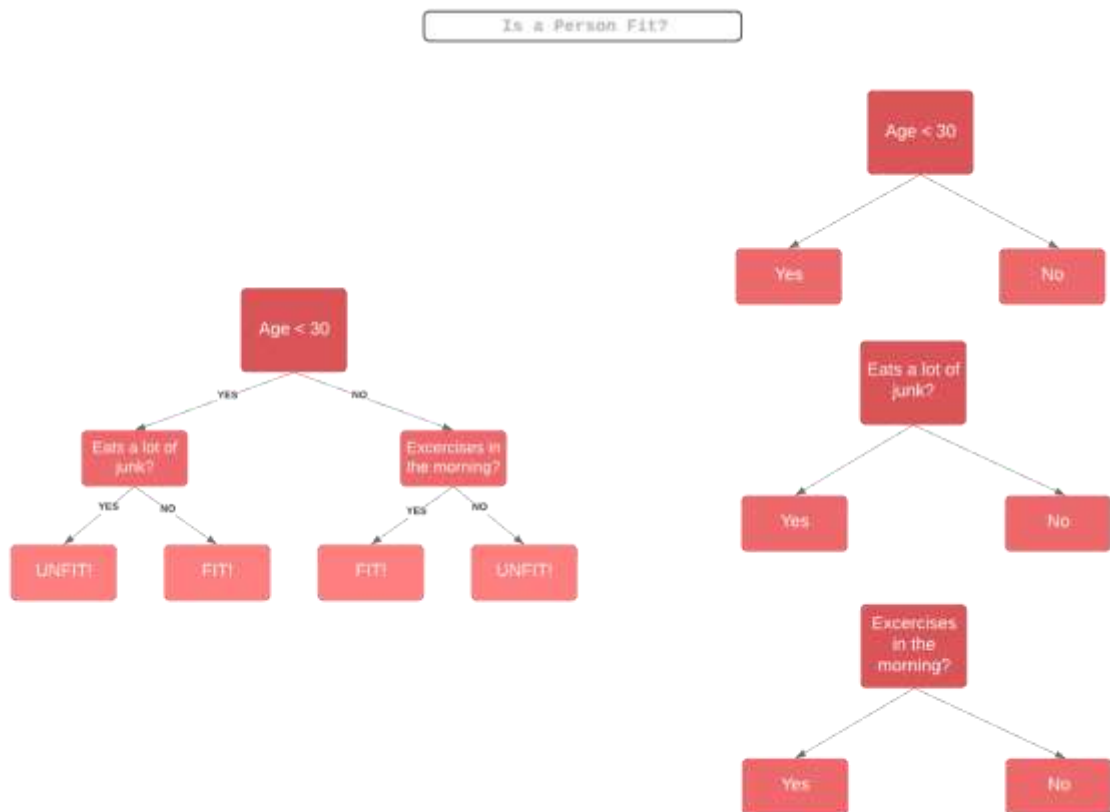 Is a Person Fit?
Age < 30
YES
NO
Eats a lot of
junk?
Excercises in
the morning?
YES
NO
YES
NO
UNFIT!
FIT!
FIT!
UNFIT!
Age < 30
Yes
No
Eats a lot of
junk?
Yes
No
Excercises
in the
morning?
Yes
No